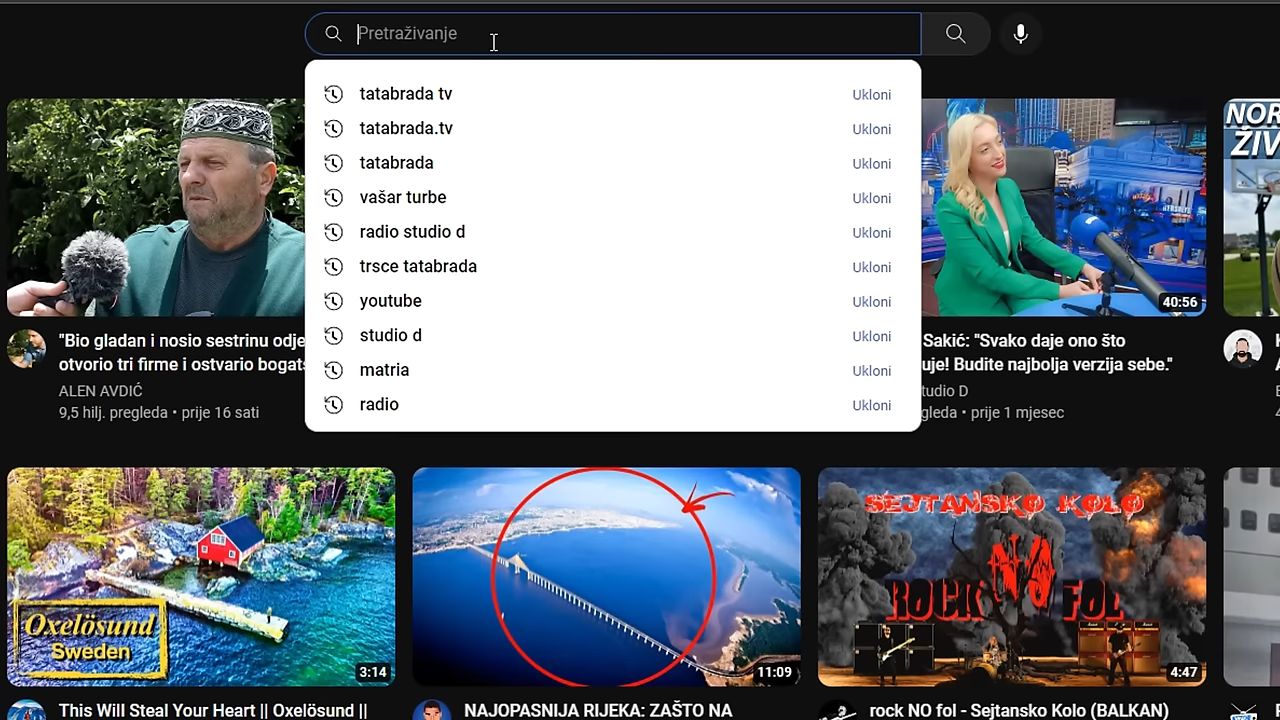 Pretraživanje
tatabrada tv Ukloni
tatabrada.tv Ukloni
tatabrada Ukloni
vašar turbe Ukloni
radio studio d Ukloni
trsce tatabrada Ukloni
youtube Ukloni
studio d Ukloni
matria Ukloni
radio Ukloni
40:56
NOR
ŽIV
"Bio gladan i nosio sestrinu odje
otvorio tri firme i ostvario bogats
ALEN AVDIĆ
9,5 hilj. pregleda • prije 16 sati
Sakić: "Svako daje ono što
uje! Budite najbolja verzija sebe."
tudio D
gleda • prije 1 mjesec
Oxelösund
Sweden
3:14
11:09
SEJTANSKO KOLO
ROCK NO FOL
4:47
This Will Steal Your Heart || Oxelösund ||
NAJOPASNIJA RIJEKA: ZAŠTO NA
rock NO fol - Sejtansko Kolo (BALKAN)